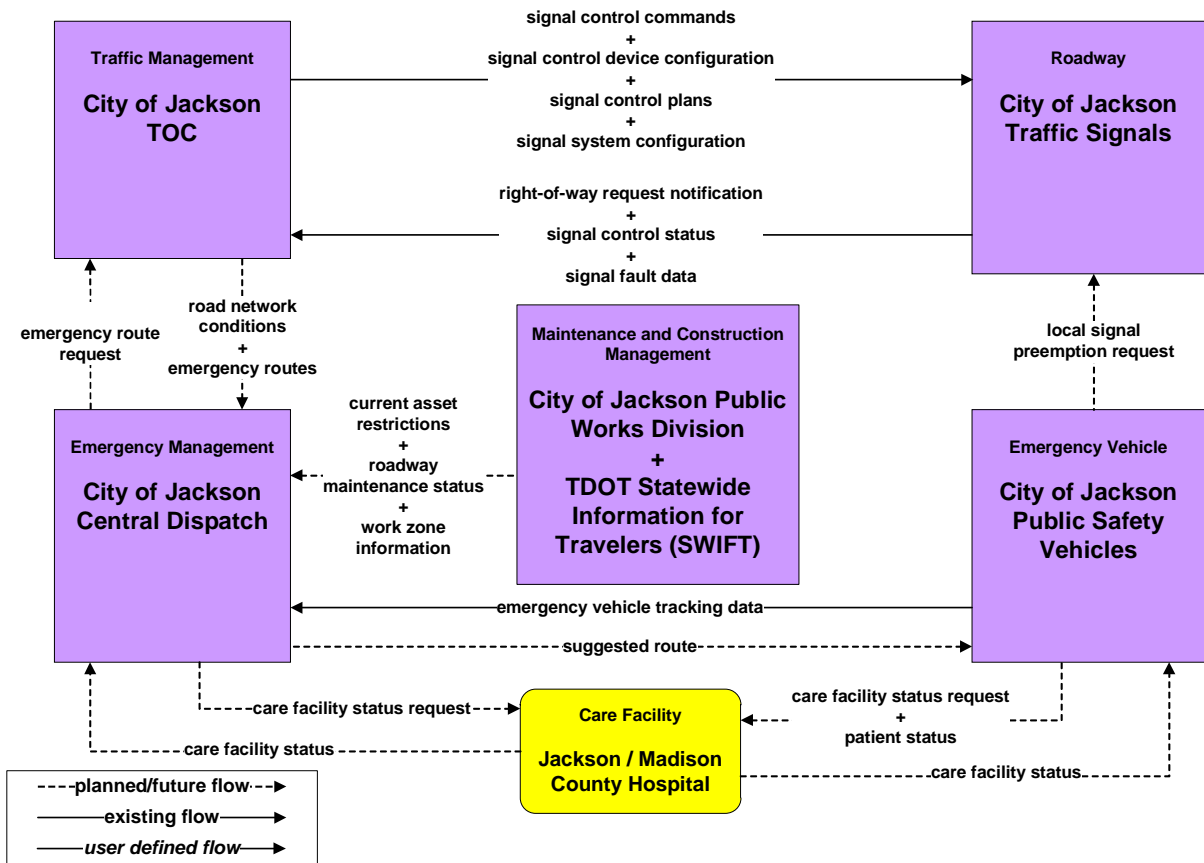 signal control commands
+
signal control device configuration
+
signal control plans
+
signal system configuration
Traffic Management
City of Jackson
TOC
Roadway
City of Jackson
Traffic Signals
right-of-way request notification
+
signal control status
+
signal fault data
emergency route
request
road network
conditions
+
emergency routes
Maintenance and Construction
Management
City of Jackson Public
Works Division
+
TDOT Statewide
Information for
Travelers (SWIFT)
local signal
preemption request
Emergency Management
City of Jackson
Central Dispatch
current asset
restrictions
+
roadway
maintenance status
+
work zone
information
Emergency Vehicle
City of Jackson
Public Safety
Vehicles
emergency vehicle tracking data
suggested route
care facility status request
care facility status
Care Facility
Jackson / Madison
County Hospital
care facility status request
+
patient status
care facility status
planned/future flow
existing flow
user defined flow